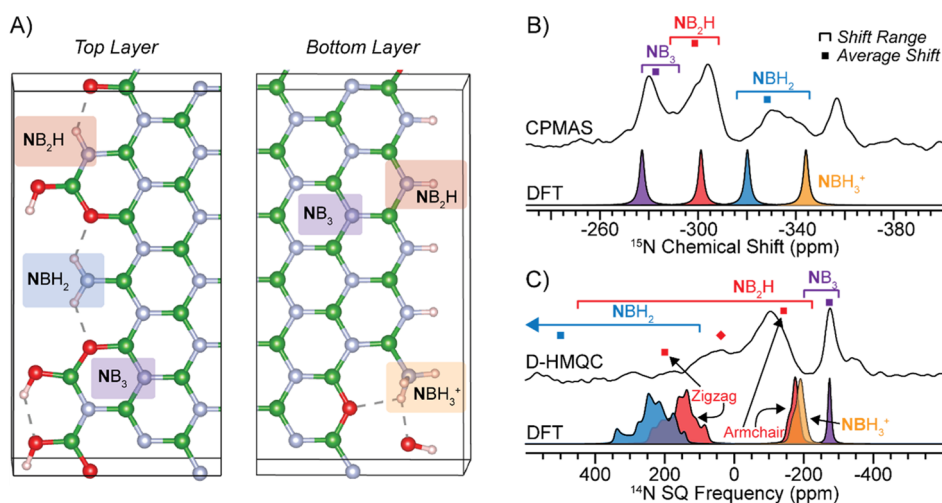 A)
Top Layer
Bottom Layer
NB₂H
NBH₂
NB₃
NB₃
NB₂H
NBH₃⁺
B)
Shift Range
Average Shift
NB₂H
NB₃
NBH₂
CPMAS
NBH₃⁺
DFT
-260 -300 -340 -380
¹⁵N Chemical Shift (ppm)
C)
NB₃
NB₂H
NBH₂
D-HMQC
Zigzag
Armchair
NBH₃⁺
DFT
400 200 0 -200 -400
¹⁴N SQ Frequency (ppm)